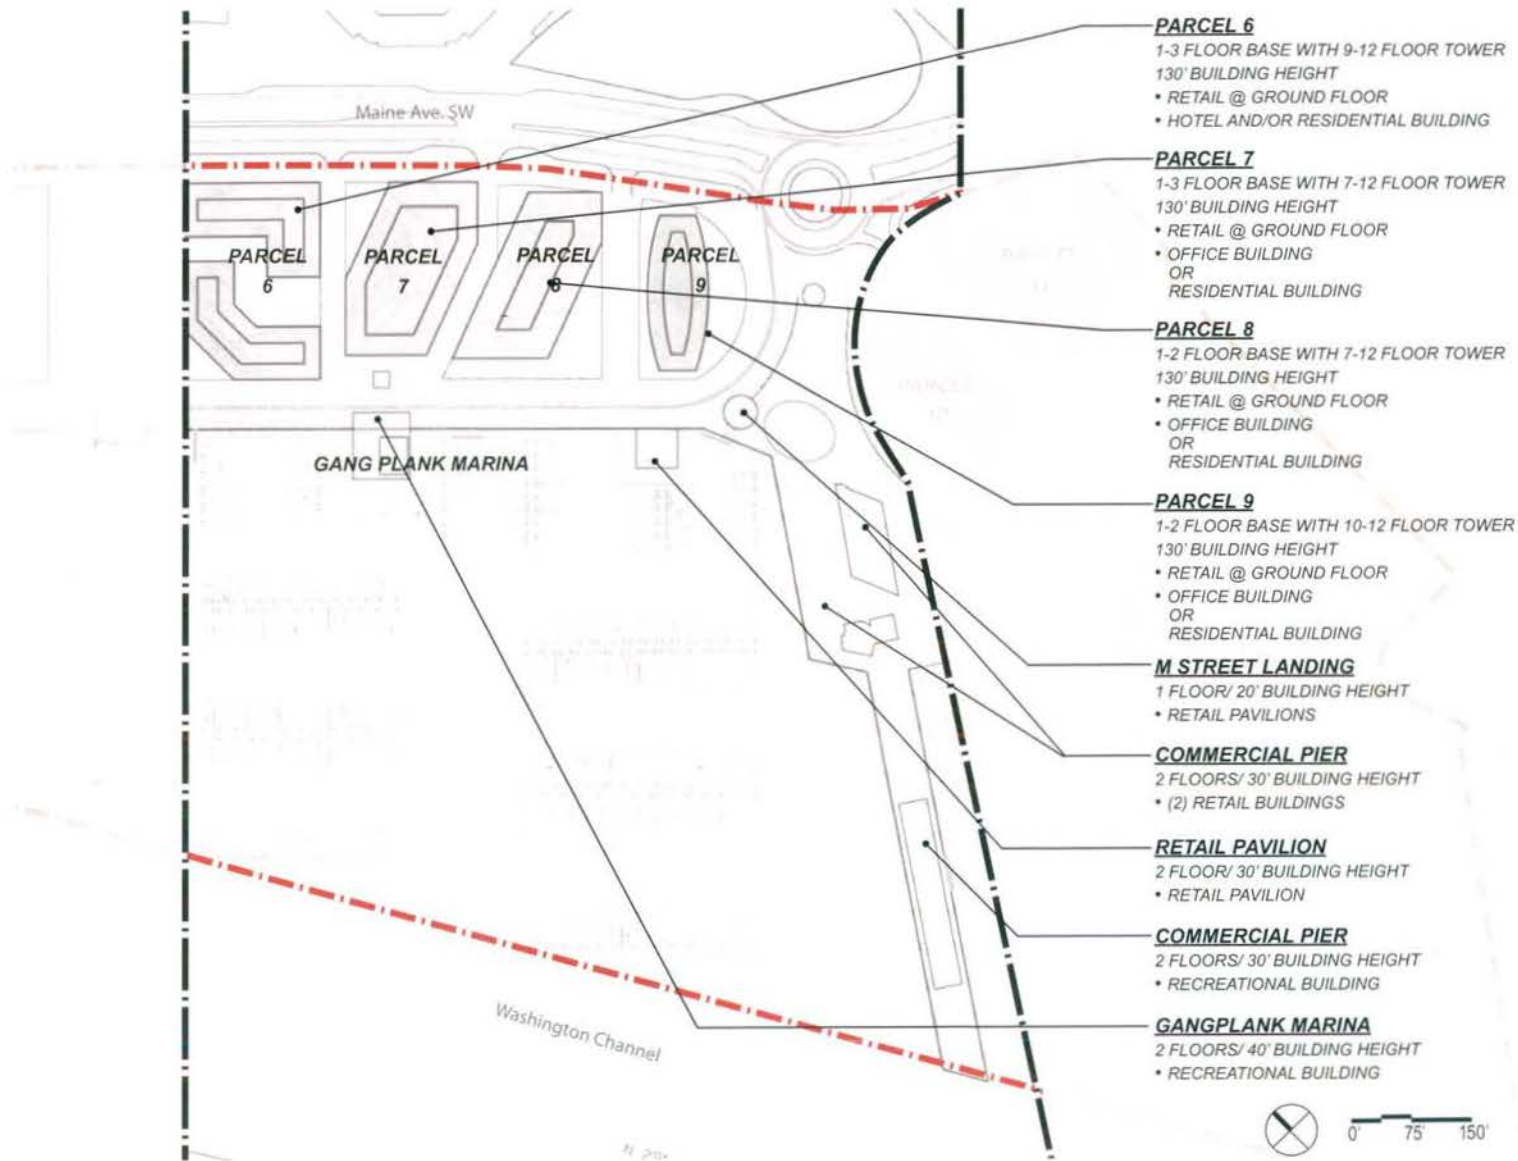 Maine Ave. SW
PARCEL
6
PARCEL
7
PARCEL
8
PARCEL
9
GANG PLANK MARINA
Washington Channel
PARCEL 6
1-3 FLOOR BASE WITH 9-12 FLOOR TOWER
130' BUILDING HEIGHT
• RETAIL @ GROUND FLOOR
• HOTEL AND/OR RESIDENTIAL BUILDING
PARCEL 7
1-3 FLOOR BASE WITH 7-12 FLOOR TOWER
130' BUILDING HEIGHT
• RETAIL @ GROUND FLOOR
• OFFICE BUILDING
OR
RESIDENTIAL BUILDING
PARCEL 8
1-2 FLOOR BASE WITH 7-12 FLOOR TOWER
130' BUILDING HEIGHT
• RETAIL @ GROUND FLOOR
• OFFICE BUILDING
OR
RESIDENTIAL BUILDING
PARCEL 9
1-2 FLOOR BASE WITH 10-12 FLOOR TOWER
130' BUILDING HEIGHT
• RETAIL @ GROUND FLOOR
• OFFICE BUILDING
OR
RESIDENTIAL BUILDING
M STREET LANDING
1 FLOOR/ 20' BUILDING HEIGHT
• RETAIL PAVILIONS
COMMERCIAL PIER
2 FLOORS/ 30' BUILDING HEIGHT
• (2) RETAIL BUILDINGS
RETAIL PAVILION
2 FLOOR/ 30' BUILDING HEIGHT
• RETAIL PAVILION
COMMERCIAL PIER
2 FLOORS/ 30' BUILDING HEIGHT
• RECREATIONAL BUILDING
GANGPLANK MARINA
2 FLOORS/ 40' BUILDING HEIGHT
• RECREATIONAL BUILDING
0' 75' 150'